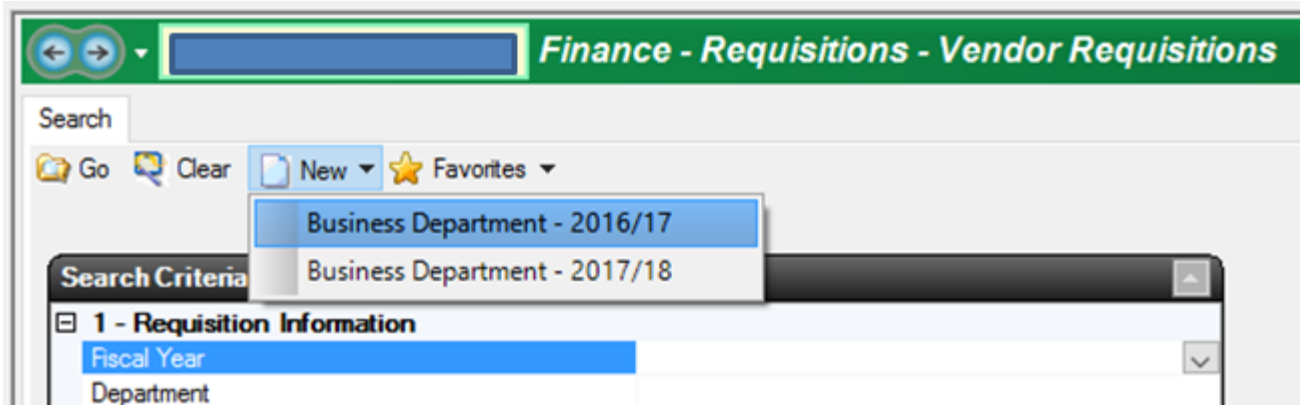 Finance - Requisitions - Vendor Requisitions
Search
Go Clear New Favorites
Business Department - 2016/17
Business Department - 2017/18
Search Criteria
1 - Requisition Information
Fiscal Year
Department